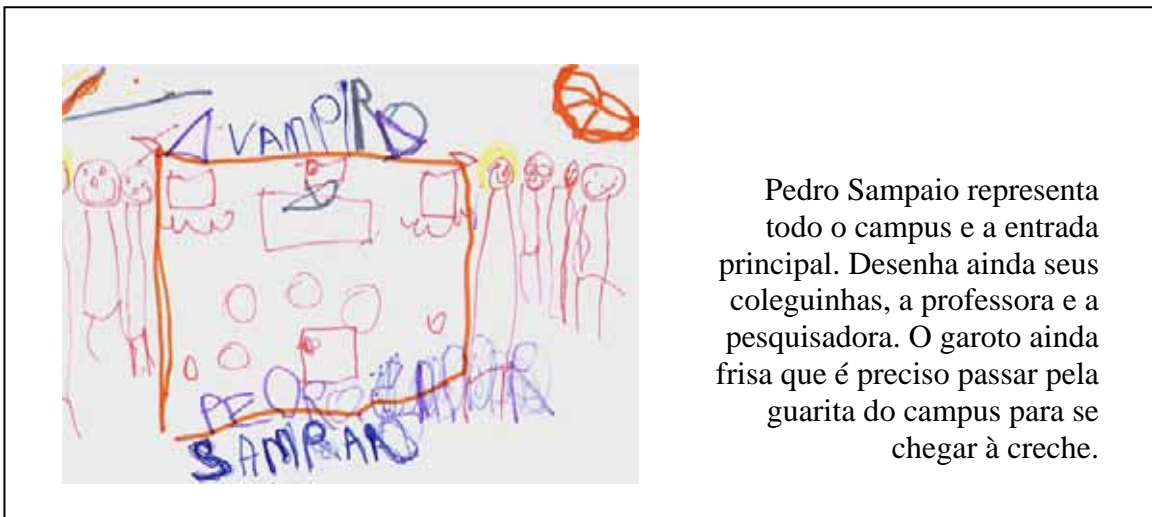 VAMPIRO
PEDRO
SAMPAIO
Pedro Sampaio representa
todo o campus e a entrada
principal. Desenha ainda seus
coleguinhas, a professora e a
pesquisadora. O garoto ainda
frisa que é preciso passar pela
guarita do campus para se
chegar à creche.